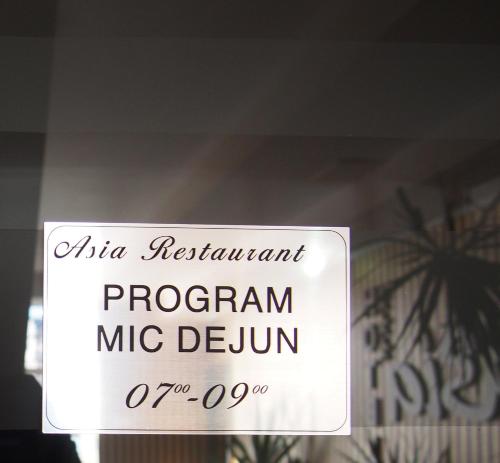 Asia Restaurant
PROGRAM
MIC DEJUN
07⁰⁰-09⁰⁰